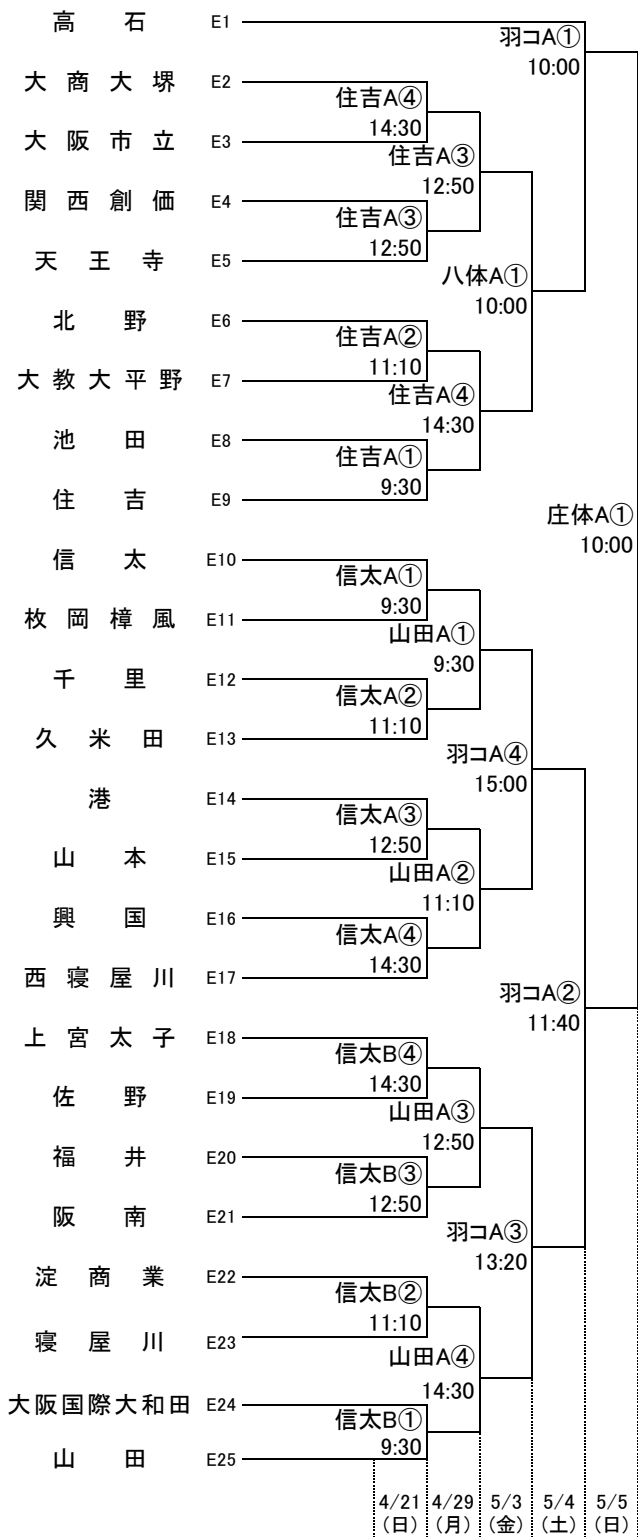 高石 E1
羽コA①
10:00
大商大堺 E2
住吉A④
14:30
大阪市立 E3
住吉A③
12:50
関西創価 E4
住吉A③
12:50
天王寺 E5
八体A①
10:00
北野 E6
住吉A②
11:10
大教大平野 E7
住吉A④
14:30
池田 E8
住吉A①
9:30
住吉 E9
庄体A①
10:00
信太 E10
信太A①
9:30
枚岡樟風 E11
山田A①
9:30
千里 E12
信太A②
11:10
久米田 E13
羽コA④
15:00
港 E14
信太A③
12:50
山本 E15
山田A②
11:10
興国 E16
信太A④
14:30
西寝屋川 E17
羽コA②
11:40
上宮太子 E18
信太B④
14:30
佐野 E19
山田A③
12:50
福井 E20
信太B③
12:50
阪南 E21
羽コA③
13:20
淀商業 E22
信太B②
11:10
寝屋川 E23
山田A④
14:30
大阪国際大和田 E24
信太B①
9:30
山田 E25
4/21 4/29 5/3 5/4 5/5
(日) (月) (金) (土) (日)